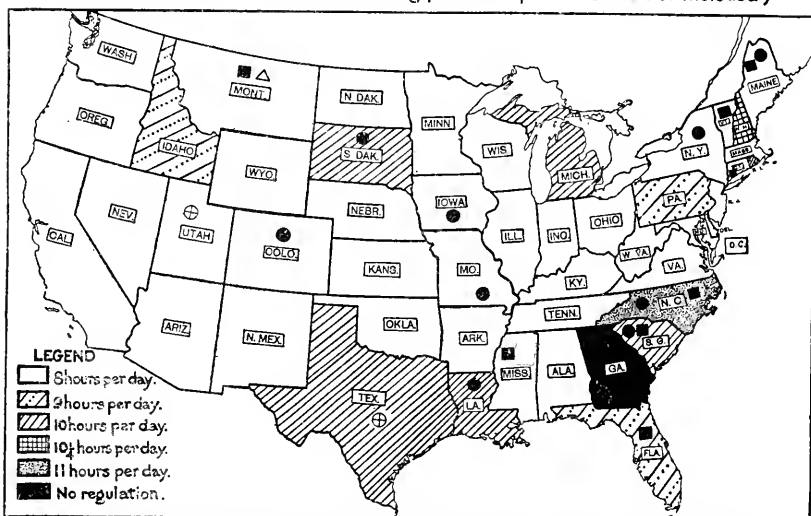 WASH
OREG.
CAL.
NEV.
IDAHO
MONT.
WYO.
UTAH
COLO.
ARIZ.
N.MEX.
N DAK.
S DAK.
NEBR.
KANS.
OKLA.
TEX.
MINN
IOWA
MO.
ARK.
LA.
WIS.
ILL.
MICH.
IND.
OHIO
KY.
TENN.
MISS.
ALA.
GA.
FLA.
S.C.
N.C.
VA.
W.VA.
PA.
N.Y.
MAINE
MASS.
DEL.
D.C.
LEGEND
8 hours per day.
9 hours per day.
10 hours per day.
10¼ hours per day.
11 hours per day.
No regulation.